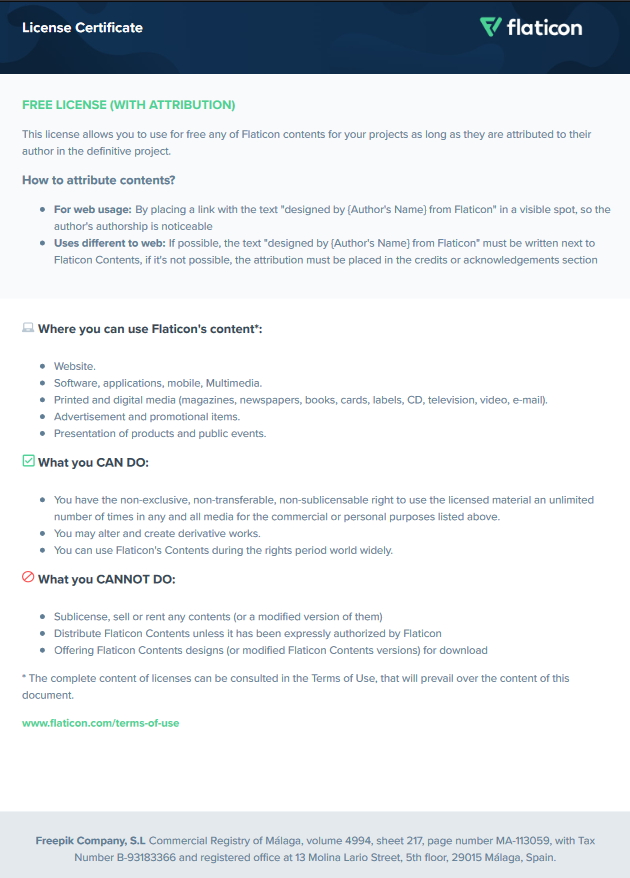 License Certificate
flaticon
FREE LICENSE (WITH ATTRIBUTION)
This license allows you to use for free any of Flaticon contents for your projects as long as they are attributed to their
author in the definitive project.
How to attribute contents?
• For web usage: By placing a link with the text "designed by {Author's Name} from Flaticon" in a visible spot, so the
author's authorship is noticeable
• Uses different to web: If possible, the text "designed by {Author's Name} from Flaticon" must be written next to
Flaticon Contents, if it's not possible, the attribution must be placed in the credits or acknowledgements section
Where you can use Flaticon's content*:
• Website.
• Software, applications, mobile, Multimedia.
• Printed and digital media (magazines, newspapers, books, cards, labels, CD, television, video, e-mail).
• Advertisement and promotional items.
• Presentation of products and public events.
What you CAN DO:
• You have the non-exclusive, non-transferable, non-sublicensable right to use the licensed material an unlimited
number of times in any and all media for the commercial or personal purposes listed above.
• You may alter and create derivative works.
• You can use Flaticon's Contents during the rights period world widely.
What you CANNOT DO:
• Sublicense, sell or rent any contents (or a modified version of them)
• Distribute Flaticon Contents unless it has been expressly authorized by Flaticon
• Offering Flaticon Contents designs (or modified Flaticon Contents versions) for download
* The complete content of licenses can be consulted in the Terms of Use, that will prevail over the content of this
document.
www.flaticon.com/terms-of-use
Freepik Company, S.L Commercial Registry of Málaga, volume 4994, sheet 217, page number MA-113059, with Tax
Number B-93183366 and registered office at 13 Molina Lario Street, 5th floor, 29015 Málaga, Spain.